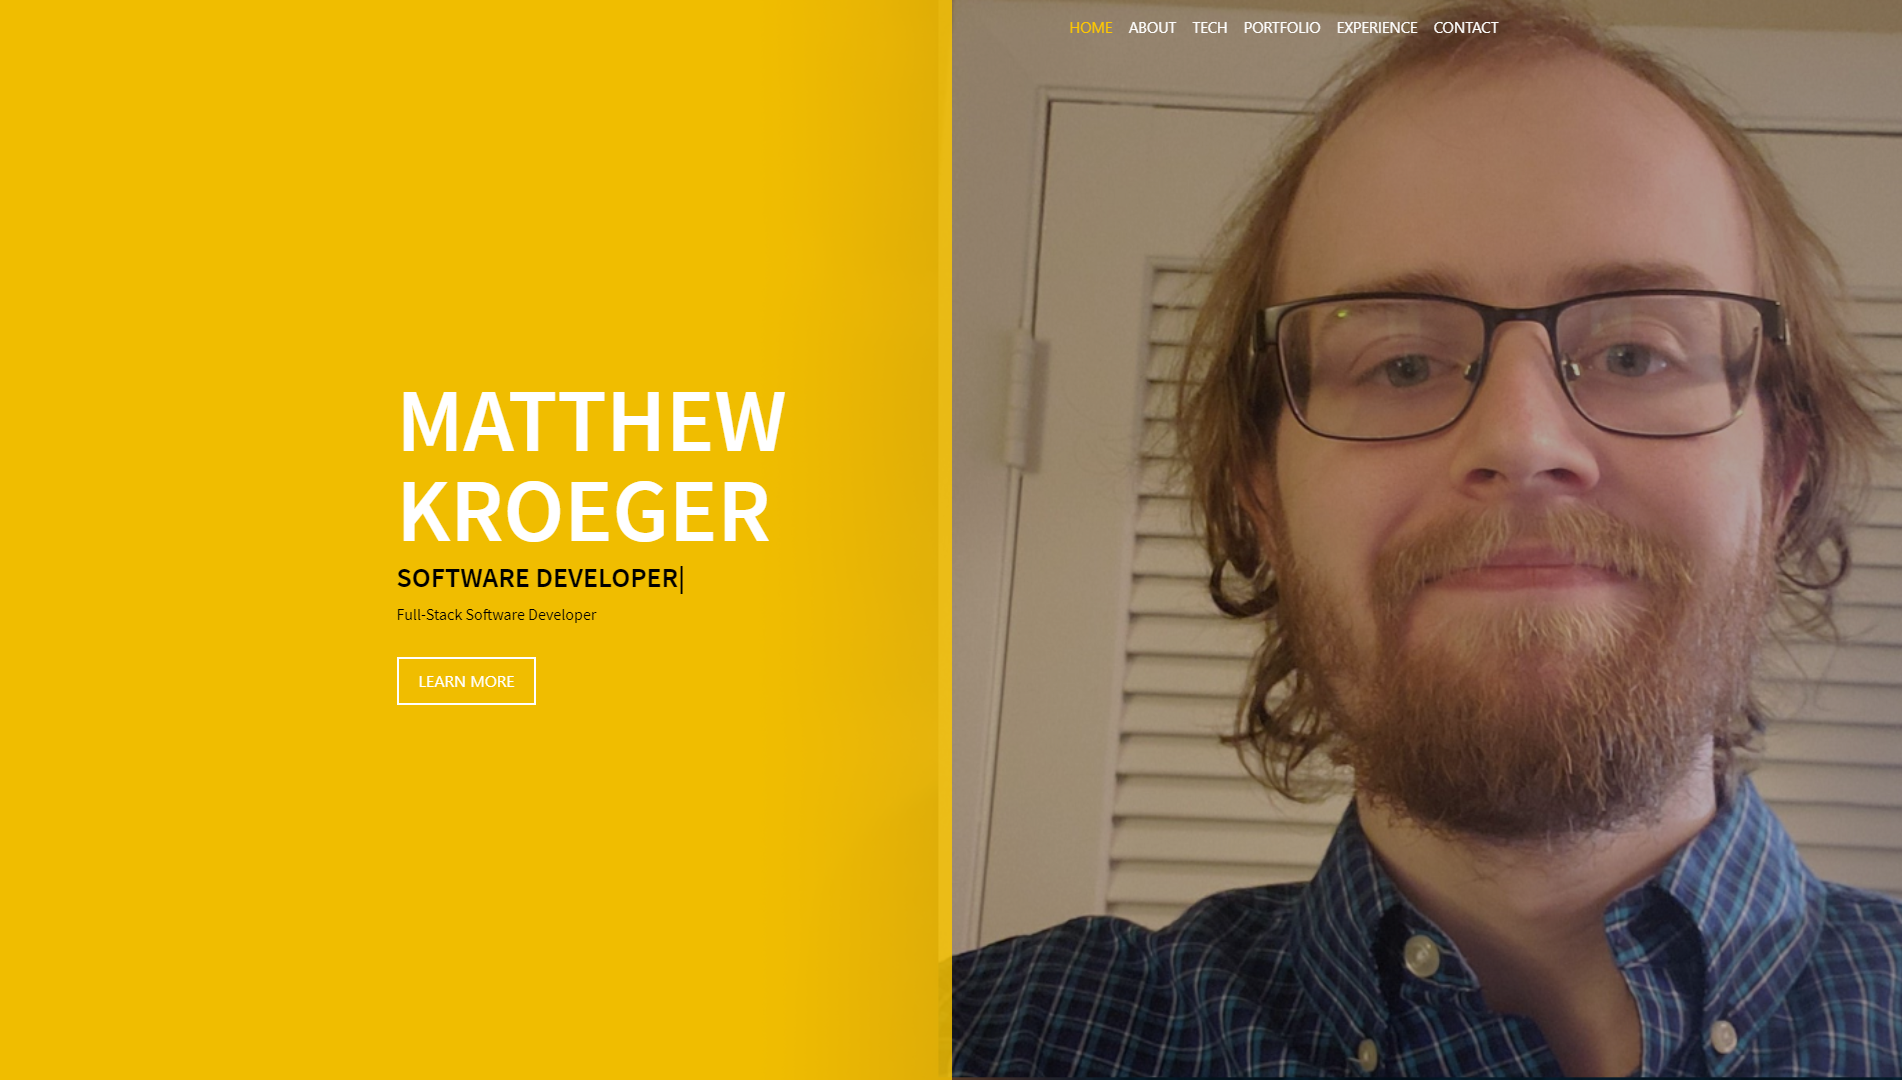 HOME ABOUT TECH PORTFOLIO EXPERIENCE CONTACT
MATTHEW
KROEGER
SOFTWARE DEVELOPER|
Full-Stack Software Developer
LEARN MORE